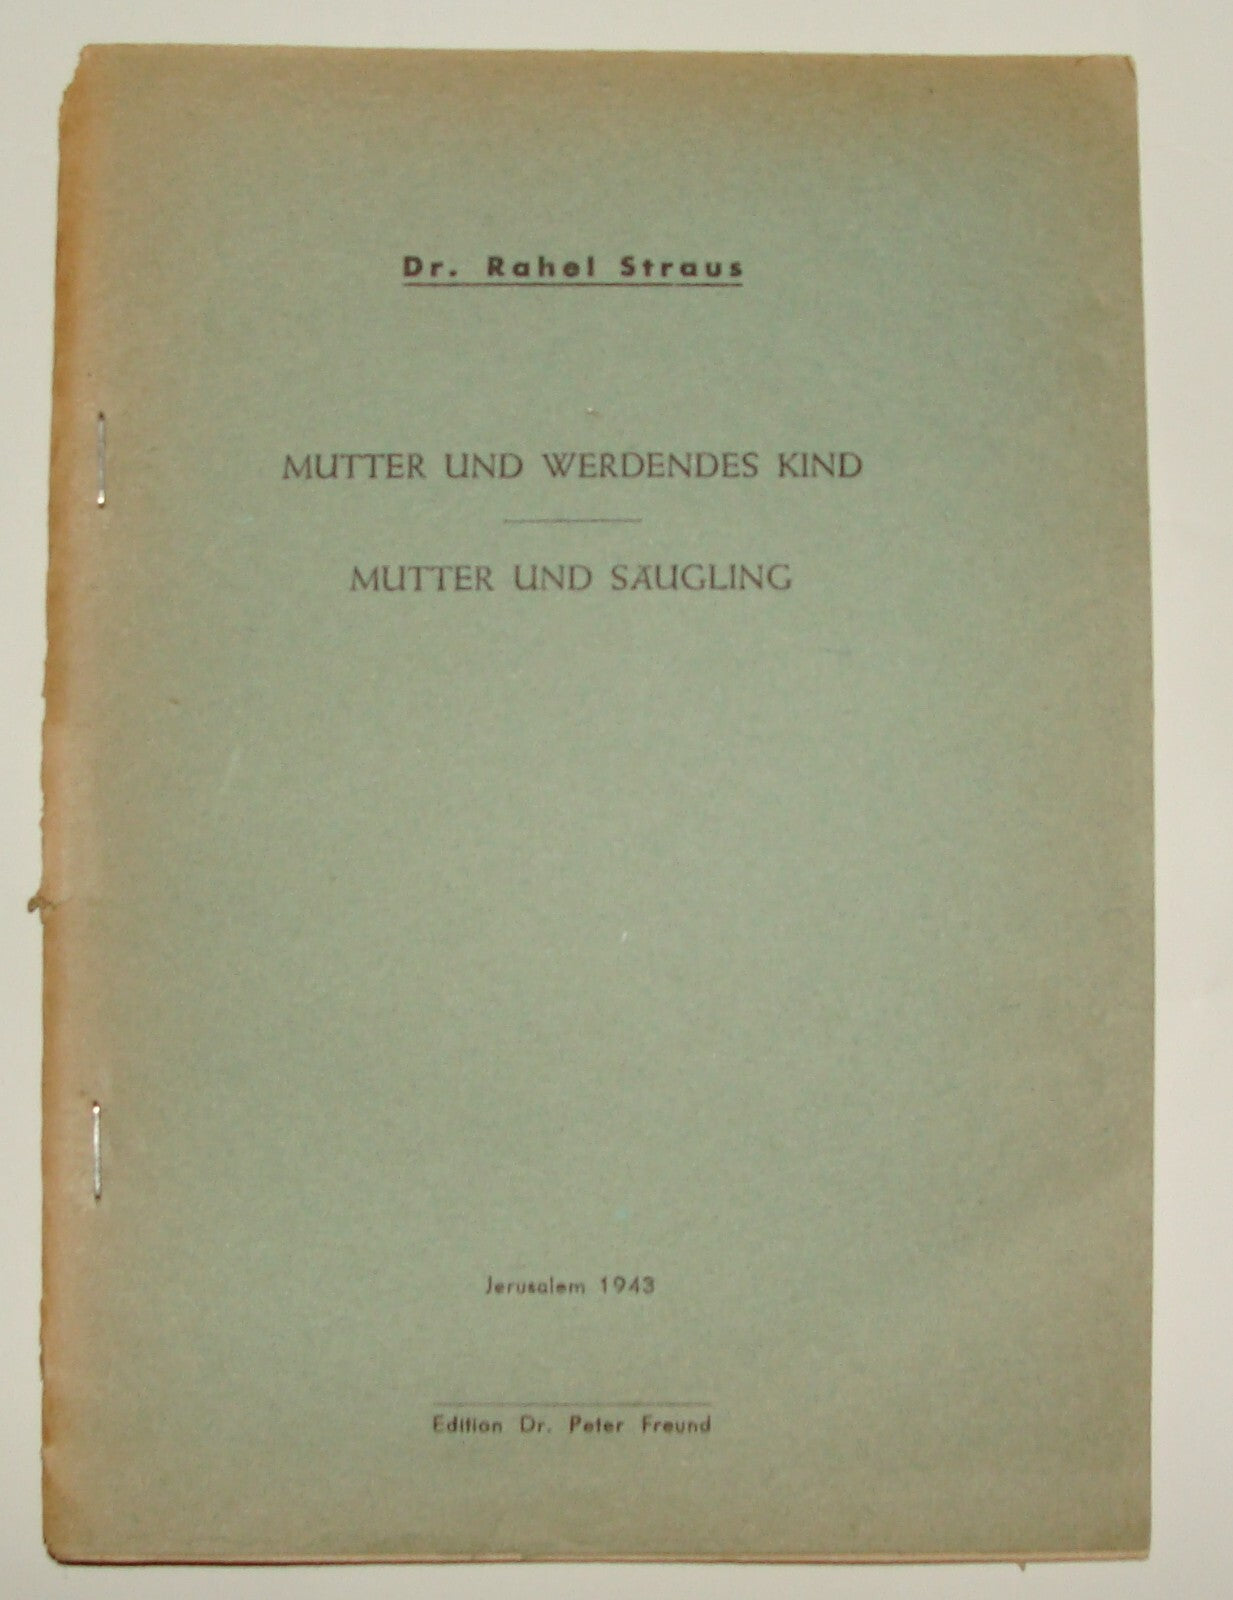 Dr. Rahel Straus
MUTTER UND WERDENDES KIND
MUTTER UND SÄUGLING
Jerusalem 1943
Edition Dr. Peter Freund